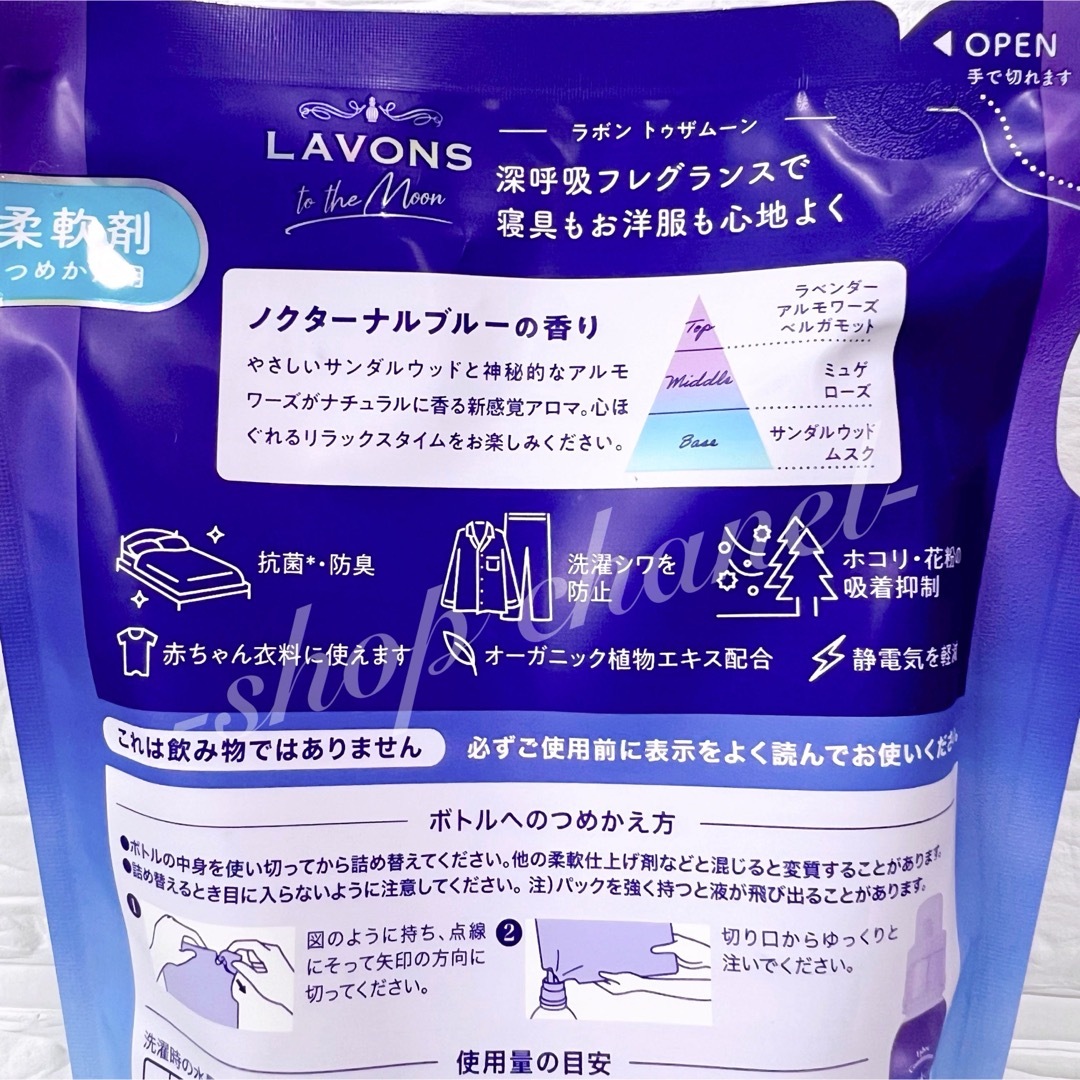 OPEN
手で切れます
LAVONS
to the Moon
ラボン トゥザムーン
深呼吸フレグランスで
寝具もお洋服も心地よく
柔軟剤
つめか
ノクターナルブルーの香り
やさしいサンダルウッドと神秘的なアルモ
ワーズがナチュラルに香る新感覚アロマ。心ほ
ぐれるリラックスタイムをお楽しみください。
Top
ラベンダー
アルモワーズ
ベルガモット
Middle
ミュゲ
ローズ
Base
サンダルウッド
ムスク
抗菌*・防臭
洗濯シワを
防止
ホコリ・花粉の
吸着抑制
赤ちゃん衣料に使えます
オーガニック植物エキス配合
静電気を軽減
-shop chanet-
これは飲み物ではありません
必ずご使用前に表示をよく読んでお使いください
ボトルへのつめかえ方
●ボトルの中身を使い切ってから詰め替えてください。他の柔軟仕上げ剤などと混じると変質することがあります。
●詰め替えるとき目に入らないように注意してください。注)パックを強く持つと液が飛び出ることがあります。
1
図のように持ち、点線
にそって矢印の方向に
切ってください。
2
切り口からゆっくりと
注いでください。
洗濯時の水
使用量の目安